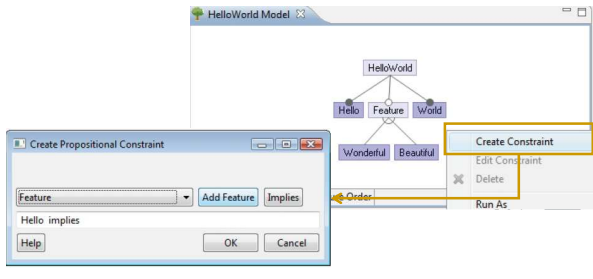 HelloWorld Model
HelloWorld
Hello Feature World
Wonderful Beautiful
Create Constraint
Edit Constraint
Delete
Run As
Order
Create Propositional Constraint
Feature Add Feature Implies
Hello implies
Help OK Cancel